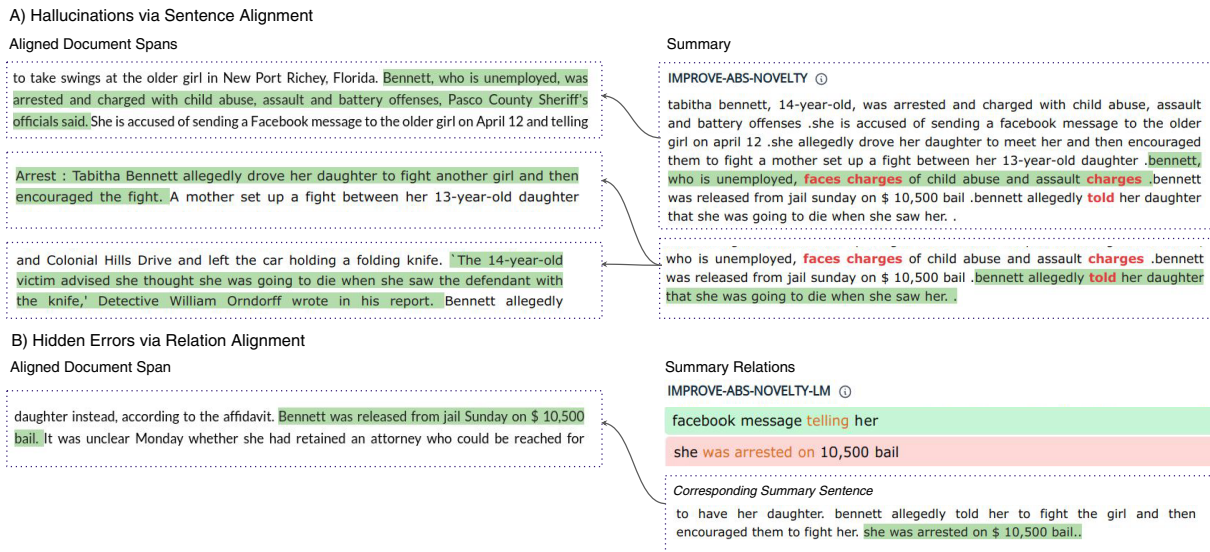 A) Hallucinations via Sentence Alignment
Aligned Document Spans
to take swings at the older girl in New Port Richey, Florida. Bennett, who is unemployed, was
arrested and charged with child abuse, assault and battery offenses, Pasco County Sheriff's
officials said. She is accused of sending a Facebook message to the older girl on April 12 and telling
Arrest : Tabitha Bennett allegedly drove her daughter to fight another girl and then
encouraged the fight. A mother set up a fight between her 13-year-old daughter
and Colonial Hills Drive and left the car holding a folding knife. `The 14-year-old
victim advised she thought she was going to die when she saw the defendant with
the knife,' Detective William Orndorff wrote in his report. Bennett allegedly
Summary
IMPROVE-ABS-NOVELTY
tabitha bennett, 14-year-old, was arrested and charged with child abuse, assault
and battery offenses .she is accused of sending a facebook message to the older
girl on april 12 .she allegedly drove her daughter to meet her and then encouraged
them to fight a mother set up a fight between her 13-year-old daughter .bennett,
who is unemployed, faces charges of child abuse and assault charges .bennett
was released from jail sunday on $ 10,500 bail .bennett allegedly told her daughter
that she was going to die when she saw her. .
who is unemployed, faces charges of child abuse and assault charges .bennett
was released from jail sunday on $ 10,500 bail .bennett allegedly told her daughter
that she was going to die when she saw her. .
B) Hidden Errors via Relation Alignment
Aligned Document Span
daughter instead, according to the affidavit. Bennett was released from jail Sunday on $ 10,500
bail. It was unclear Monday whether she had retained an attorney who could be reached for
Summary Relations
IMPROVE-ABS-NOVELTY-LM
facebook message telling her
she was arrested on 10,500 bail
Corresponding Summary Sentence
to have her daughter. bennett allegedly told her to fight the girl and then
encouraged them to fight her. she was arrested on $ 10,500 bail..